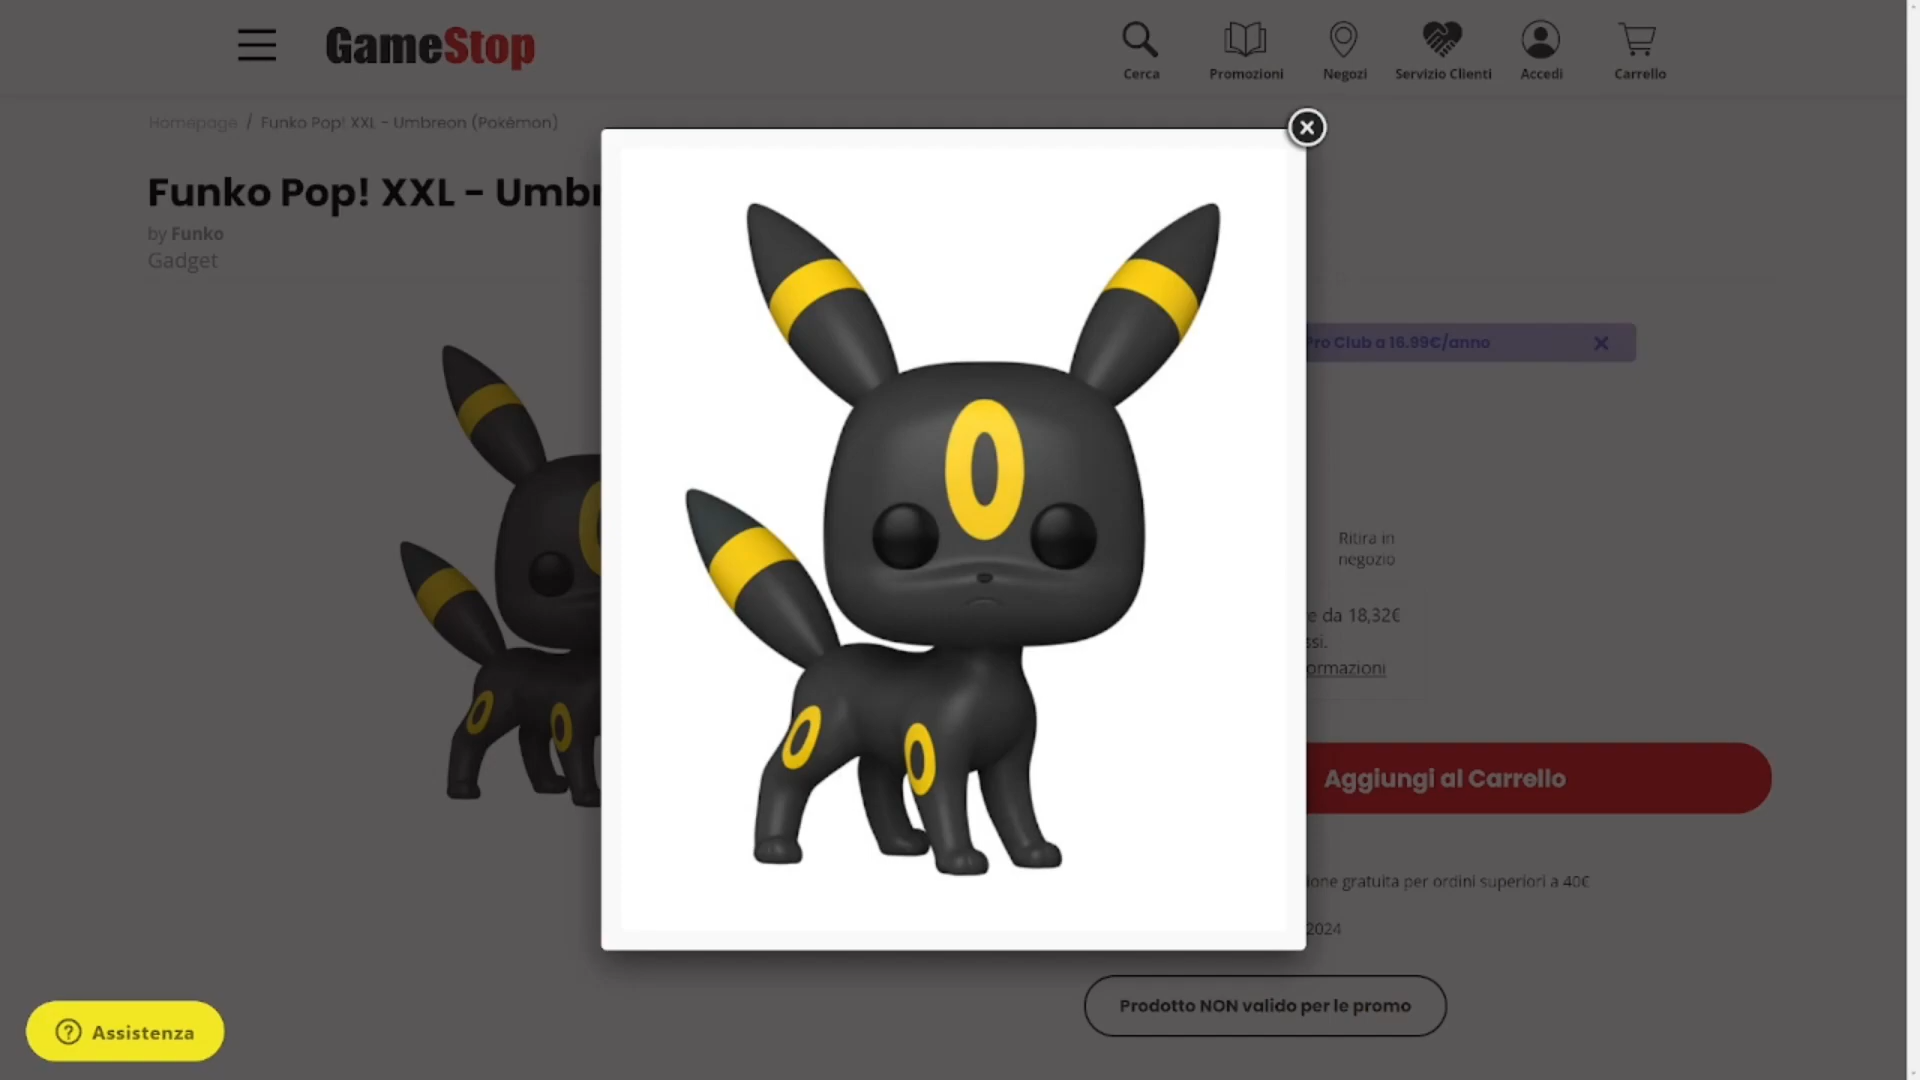 GameStop
Cerca
Promozioni
Negozi
Servizio Clienti
Accedi
Carrello
Homepage / Funko Pop! XXL - Umbreon (Pokémon)
Funko Pop! XXL - Umb
by Funko
Gadget
Pro Club a 16.99€/anno
Ritira in
negozio
e da 18,32€
ssi.
ormazioni
Aggiungi al Carrello
ione gratuita per ordini superiori a 40€
2024
Prodotto NON valido per le promo
Assistenza